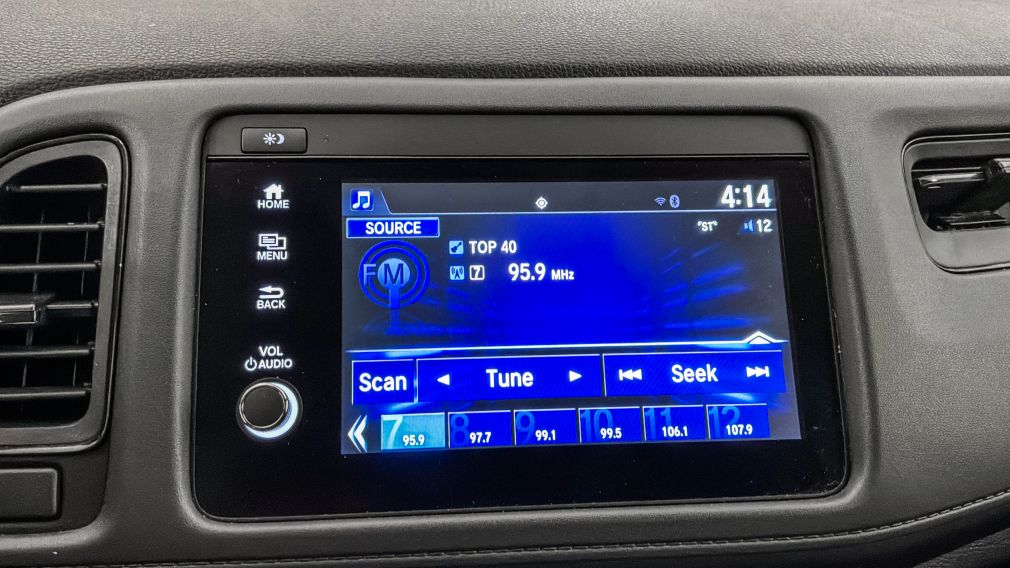 HOME
MENU
BACK
VOL
AUDIO
4:14
SOURCE
"ST" 12
FM
TOP 40
7 95.9 MHz
Scan Tune Seek
7 95.9 8 97.7 9 99.1 10 99.5 11 106.1 12 107.9